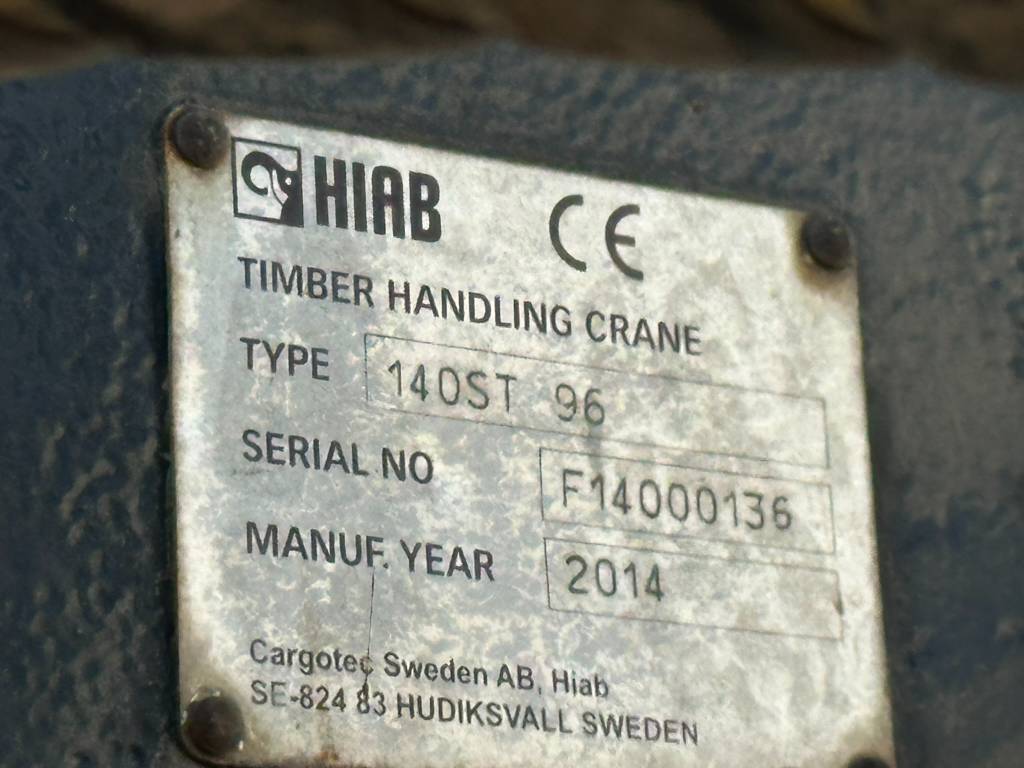 HIAB CE
TIMBER HANDLING CRANE
TYPE 140ST 96
SERIAL NO F14000136
MANUF. YEAR 2014
Cargotec Sweden AB, Hiab
SE-824 83 HUDIKSVALL SWEDEN